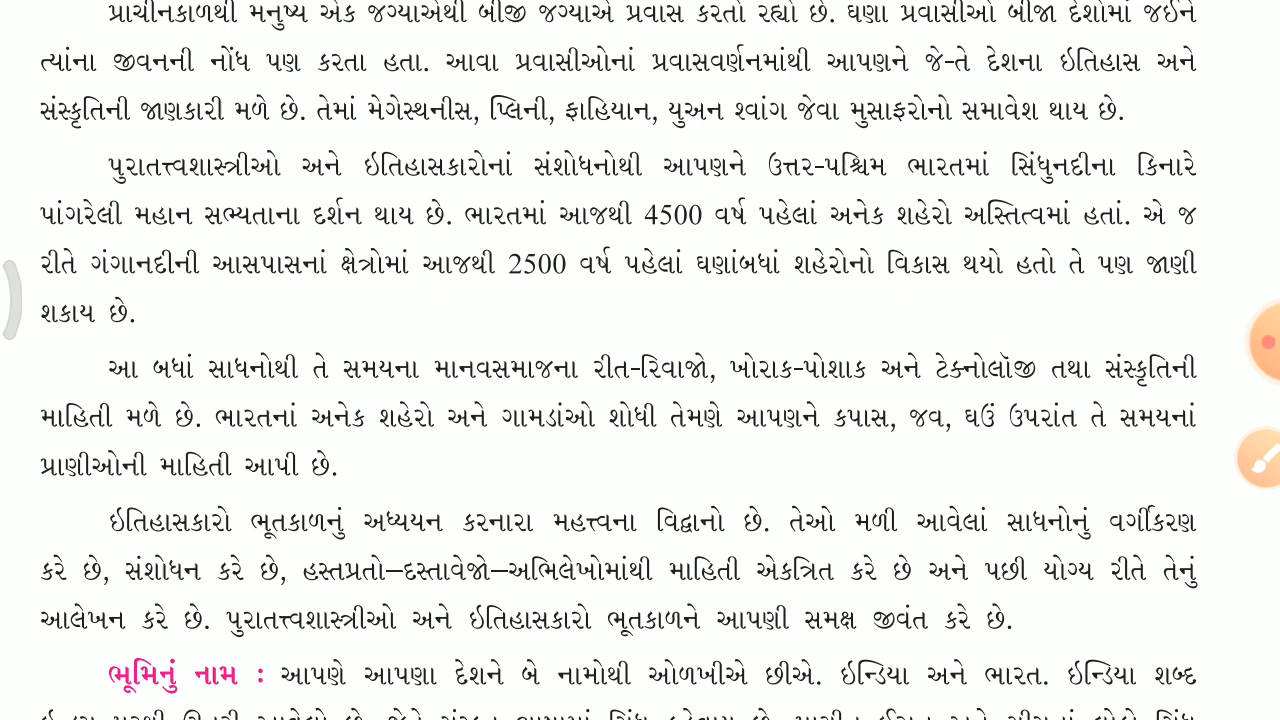 પ્રાચીનકાળથી મનુષ્ય એક જગ્યાએથી બીજી જગ્યાએ પ્રવાસ કરતો રહ્યો છે. ઘણા પ્રવાસીઓ બીજા દેશોમાં જઈને
ત્યાંના જીવનની નોંધ પણ કરતા હતા. આવા પ્રવાસીઓનાં પ્રવાસવર્ણનમાંથી આપણને જે-તે દેશના ઇતિહાસ અને
સંસ્કૃતિની જાણકારી મળે છે. તેમાં મેગેસ્થનીસ, પ્લિની, ફાહિયાન, યુઅન શ્વાંગ જેવા મુસાફરોનો સમાવેશ થાય છે.
પુરાતત્ત્વશાસ્ત્રીઓ અને ઇતિહાસકારોનાં સંશોધનોથી આપણને ઉત્તર-પશ્ચિમ ભારતમાં સિંધુનદીના કિનારે
પાંગરેલી મહાન સભ્યતાના દર્શન થાય છે. ભારતમાં આજથી 4500 વર્ષ પહેલાં અનેક શહેરો અસ્તિત્વમાં હતાં. એ જ
રીતે ગંગાનદીની આસપાસનાં ક્ષેત્રોમાં આજથી 2500 વર્ષ પહેલાં ઘણાંબધાં શહેરોનો વિકાસ થયો હતો તે પણ જાણી
શકાય છે.
આ બધાં સાધનોથી તે સમયના માનવસમાજના રીત-રિવાજો, ખોરાક-પોશાક અને ટેક્નોલૉજી તથા સંસ્કૃતિની
માહિતી મળે છે. ભારતનાં અનેક શહેરો અને ગામડાંઓ શોધી તેમણે આપણને કપાસ, જવ, ઘઉં ઉપરાંત તે સમયનાં
પ્રાણીઓની માહિતી આપી છે.
ઇતિહાસકારો ભૂતકાળનું અધ્યયન કરનારા મહત્ત્વના વિદ્વાનો છે. તેઓ મળી આવેલાં સાધનોનું વર્ગીકરણ
કરે છે, સંશોધન કરે છે, હસ્તપ્રતો–દસ્તાવેજો–અભિલેખોમાંથી માહિતી એકત્રિત કરે છે અને પછી યોગ્ય રીતે તેનું
આલેખન કરે છે. પુરાતત્ત્વશાસ્ત્રીઓ અને ઇતિહાસકારો ભૂતકાળને આપણી સમક્ષ જીવંત કરે છે.
ભૂમિનું નામ : આપણે આપણા દેશને બે નામોથી ઓળખીએ છીએ. ઇન્ડિયા અને ભારત. ઇન્ડિયા શબ્દ